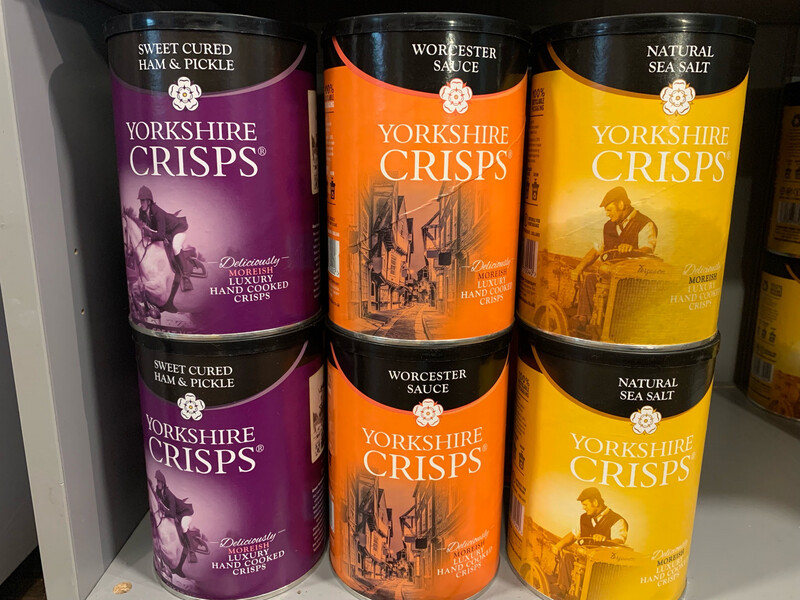 SWEET CURED
HAM & PICKLE
YORKSHIRE
CRISPS®
Deliciously
MOREISH
LUXURY
HAND COOKED
CRISPS
WORCESTER
SAUCE
YORKSHIRE
CRISPS®
Deliciously
MOREISH
LUXURY
HAND COOKED
CRISPS
NATURAL
SEA SALT
YORKSHIRE
CRISPS®
Deliciously
MOREISH
LUXURY
HAND COOKED
CRISPS
SWEET CURED
HAM & PICKLE
YORKSHIRE
CRISPS®
Deliciously
MOREISH
LUXURY
HAND COOKED
CRISPS
WORCESTER
SAUCE
YORKSHIRE
CRISPS®
Deliciously
MOREISH
LUXURY
HAND COOKED
CRISPS
NATURAL
SEA SALT
YORKSHIRE
CRISPS®
Deliciously
MOREISH
LUXURY
HAND COOKED
CRISPS